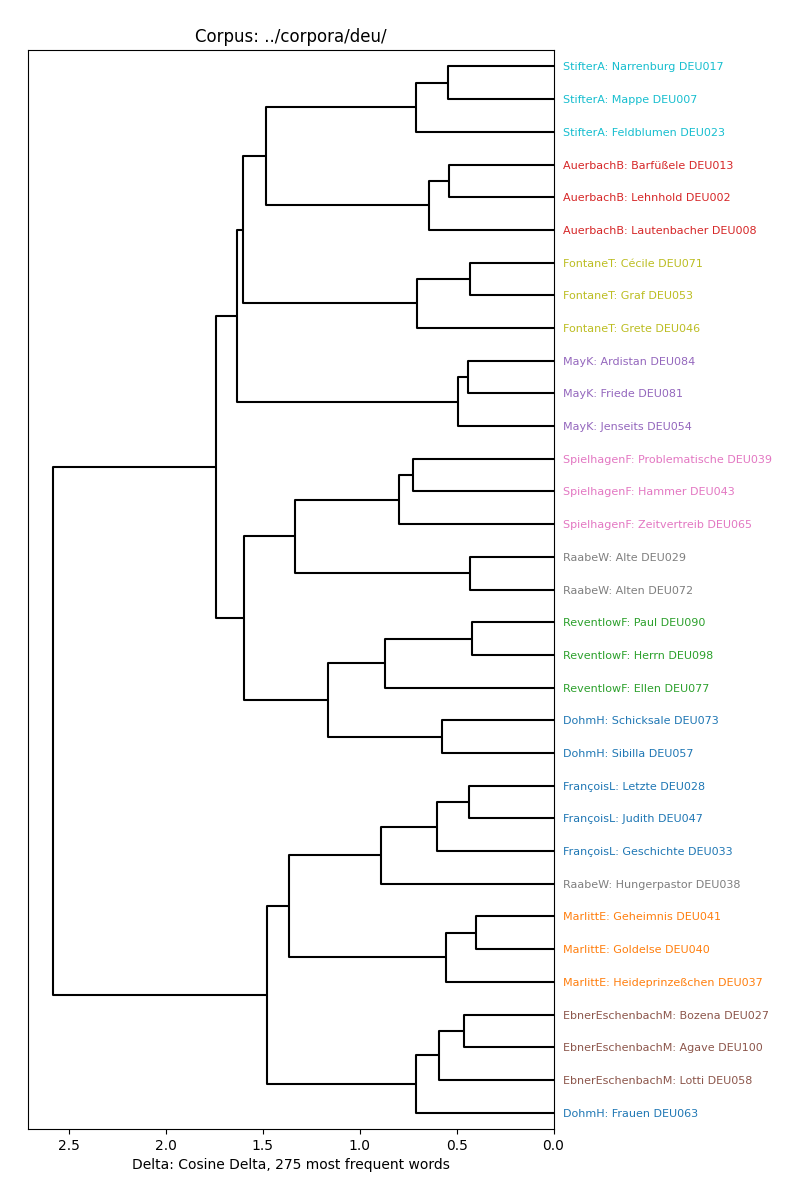 Corpus: ../corpora/deu/
StifterA: Narrenburg DEU017
StifterA: Mappe DEU007
StifterA: Feldblumen DEU023
AuerbachB: Barfüßele DEU013
AuerbachB: Lehnhold DEU002
AuerbachB: Lautenbacher DEU008
FontaneT: Cécile DEU071
FontaneT: Graf DEU053
FontaneT: Grete DEU046
MayK: Ardistan DEU084
MayK: Friede DEU081
MayK: Jenseits DEU054
SpielhagenF: Problematische DEU039
SpielhagenF: Hammer DEU043
SpielhagenF: Zeitvertreib DEU065
RaabeW: Alte DEU029
RaabeW: Alten DEU072
ReventlowF: Paul DEU090
ReventlowF: Herrn DEU098
ReventlowF: Ellen DEU077
DohmH: Schicksale DEU073
DohmH: Sibilla DEU057
FrançoisL: Letzte DEU028
FrançoisL: Judith DEU047
FrançoisL: Geschichte DEU033
RaabeW: Hungerpastor DEU038
MarlittE: Geheimnis DEU041
MarlittE: Goldelse DEU040
MarlittE: Heideprinzeßchen DEU037
EbnerEschenbachM: Bozena DEU027
EbnerEschenbachM: Agave DEU100
EbnerEschenbachM: Lotti DEU058
DohmH: Frauen DEU063
2.5 2.0 1.5 1.0 0.5 0.0
Delta: Cosine Delta, 275 most frequent words